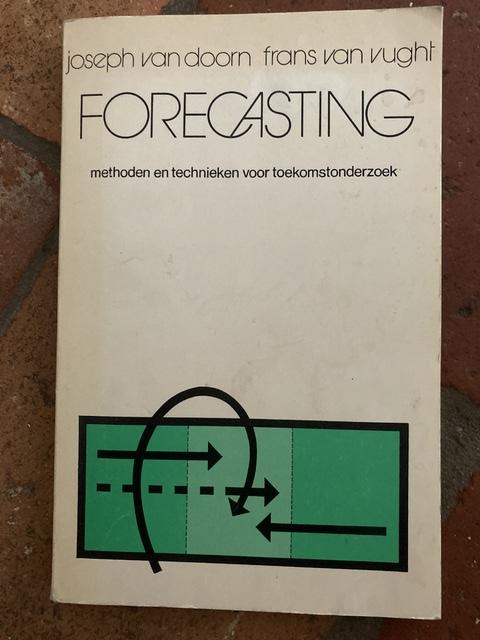 joseph van doorn frans van vught
FORECASTING
methoden en technieken voor toekomstonderzoek